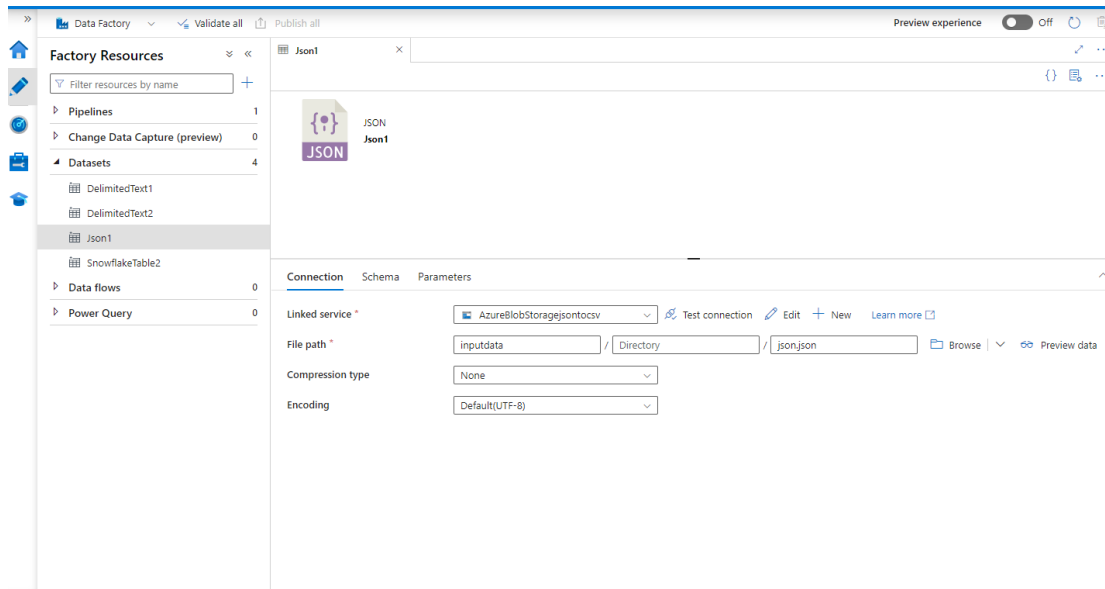 Data Factory Validate all Publish all Preview experience Off
Factory Resources
Filter resources by name
Pipelines 1
Change Data Capture (preview) 0
Datasets 4
DelimitedText1
DelimitedText2
Json1
SnowflakeTable2
Data flows 0
Power Query 0
Json1
{ } 
JSON
JSON
Json1
Connection Schema Parameters
Linked service * AzureBlobStoragejsontocsv Test connection Edit New Learn more
File path * inputdata / Directory / json.json Browse Preview data
Compression type None
Encoding Default(UTF-8)